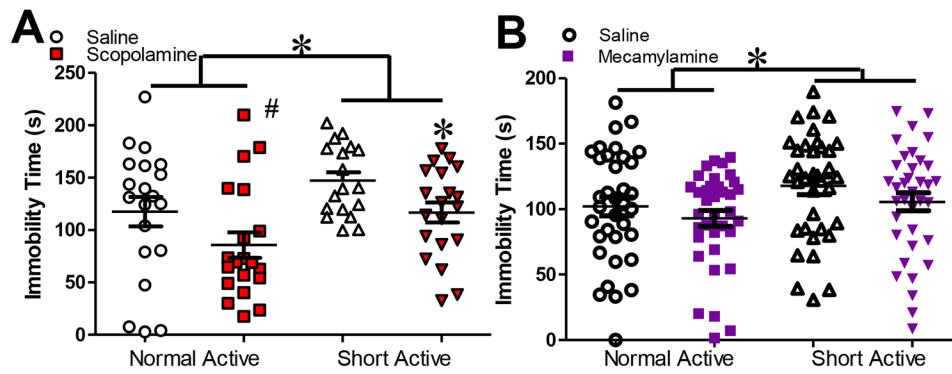 A
Saline
Scopolamine
*
#
*
Immobility Time (s)
250
200
150
100
50
0
Normal Active
Short Active
B
Saline
Mecamylamine
*
Immobility Time (s)
200
150
100
50
0
Normal Active
Short Active